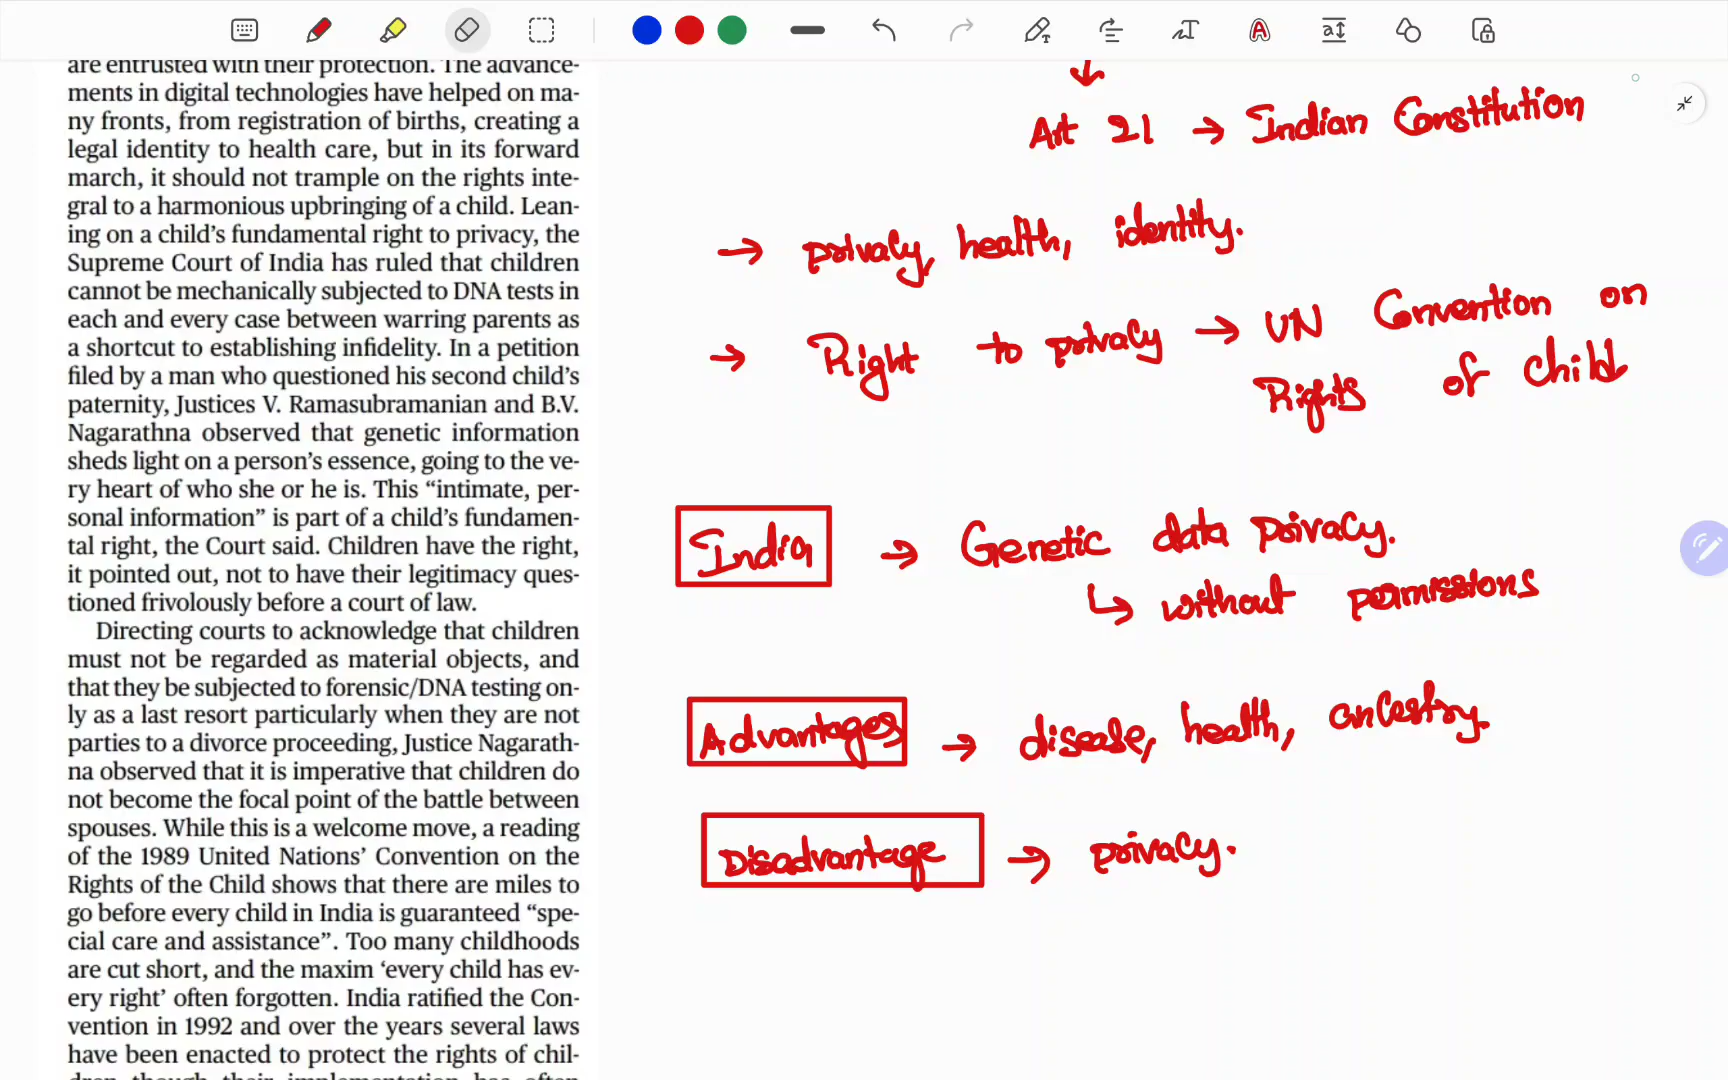 are entrusted with their protection. The advance-
ments in digital technologies have helped on ma-
ny fronts, from registration of births, creating a
legal identity to health care, but in its forward
march, it should not trample on the rights inte-
gral to a harmonious upbringing of a child. Lean-
ing on a child's fundamental right to privacy, the
Supreme Court of India has ruled that children
cannot be mechanically subjected to DNA tests in
each and every case between warring parents as
a shortcut to establishing infidelity. In a petition
filed by a man who questioned his second child's
paternity, Justices V. Ramasubramanian and B.V.
Nagarathna observed that genetic information
sheds light on a person's essence, going to the ve-
ry heart of who she or he is. This “intimate, per-
sonal information” is part of a child's fundamen-
tal right, the Court said. Children have the right,
it pointed out, not to have their legitimacy ques-
tioned frivolously before a court of law.
Directing courts to acknowledge that children
must not be regarded as material objects, and
that they be subjected to forensic/DNA testing on-
ly as a last resort particularly when they are not
parties to a divorce proceeding, Justice Nagarath-
na observed that it is imperative that children do
not become the focal point of the battle between
spouses. While this is a welcome move, a reading
of the 1989 United Nations' Convention on the
Rights of the Child shows that there are miles to
go before every child in India is guaranteed “spe-
cial care and assistance”. Too many childhoods
are cut short, and the maxim ‘every child has ev-
ery right’ often forgotten. India ratified the Con-
vention in 1992 and over the years several laws
have been enacted to protect the rights of chil-
dren though their implementation has often
↓
Art 21 → Indian Constitution
→ privacy, health, identity.
→ Right to privacy → UN Convention on
Rights of child
India → Genetic data privacy.
↳ without permissions
Advantages → disease, health, ancestry.
Disadvantage → privacy.